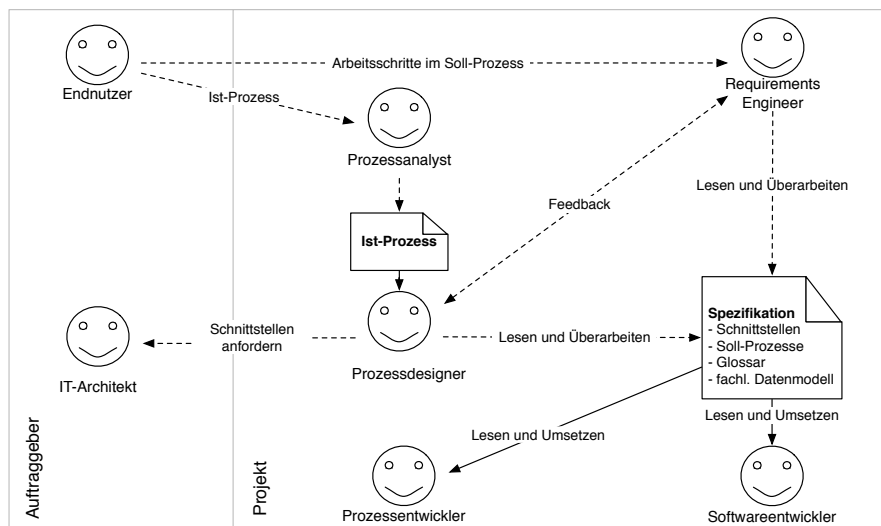 Endnutzer
Arbeitsschritte im Soll-Prozess
Requirements
Engineer
Ist-Prozess
Prozessanalyst
Lesen und Überarbeiten
Feedback
Ist-Prozess
Schnittstellen
anfordern
IT-Architekt
Prozessdesigner
Lesen und Überarbeiten
Spezifikation
- Schnittstellen
- Soll-Prozesse
- Glossar
- fachl. Datenmodell
Lesen und Umsetzen
Lesen und Umsetzen
Prozessentwickler
Softwareentwickler
Auftraggeber
Projekt